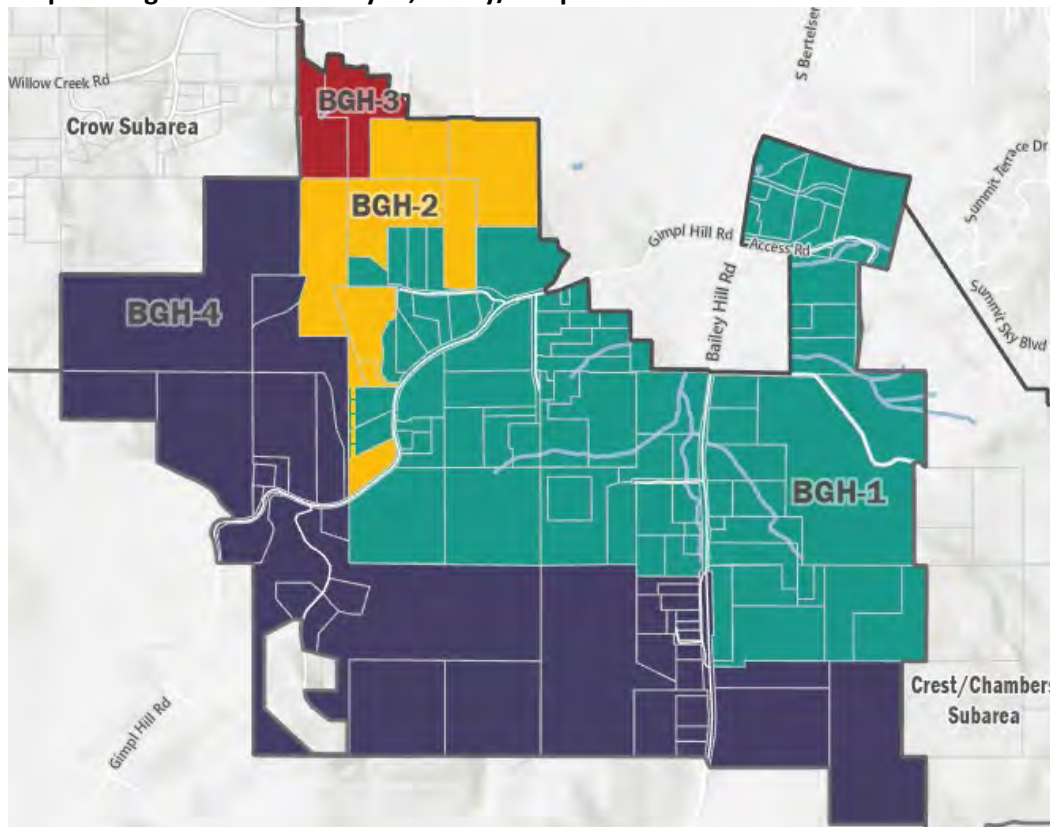 Willow Creek Rd
Crow Subarea
BGH-3
S Bertelsen
BGH-2
Gimpl Hill Rd
Access Rd
Summit Terrace Dr
BGH-4
Bailey Hill Rd
Summit Sky Blvd
BGH-1
Crest/Chambers
Subarea
Gimpl Hill Rd